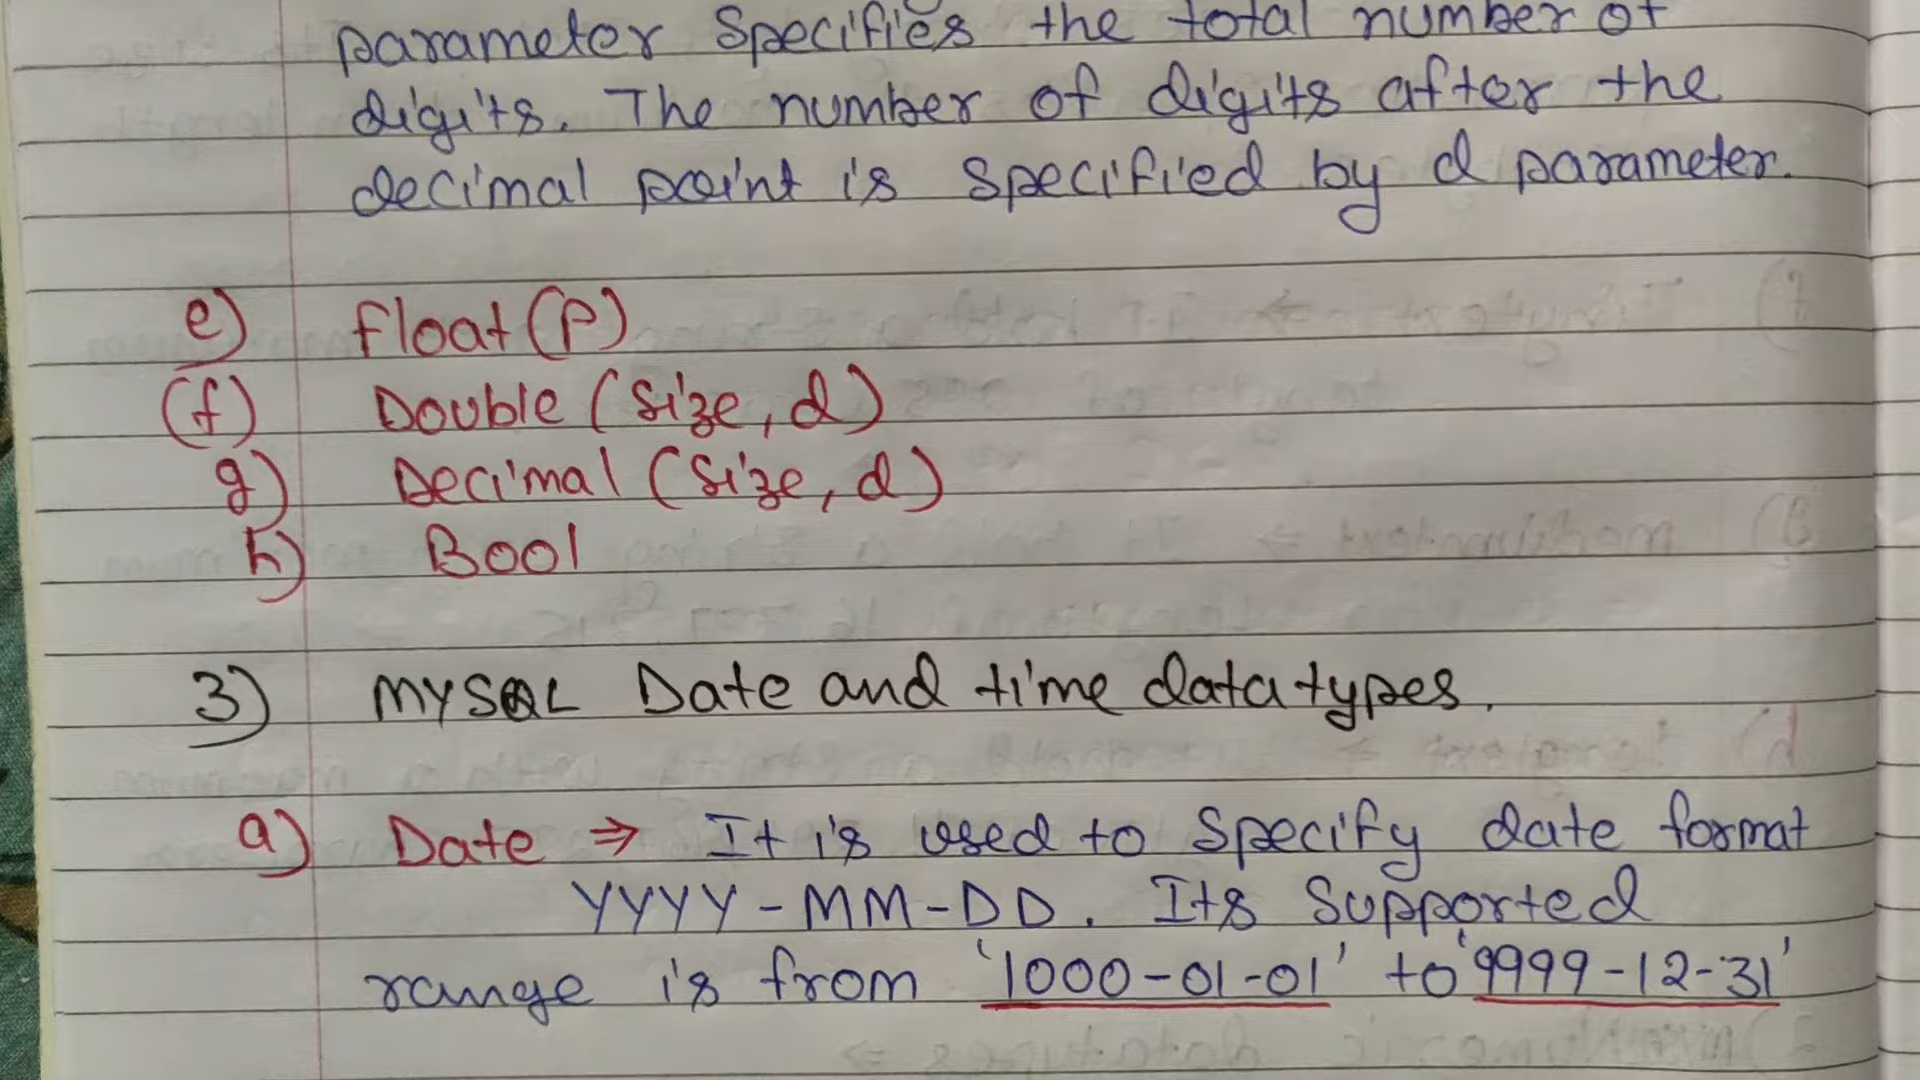 parameter specifies the total number of
digits. The number of digits after the
decimal point is specified by d parameter.
e) float(P)
(f) Double (Size, d)
g) Decimal (Size, d)
h) Bool
3) MYSQL Date and time data types.
a) Date ⇒ It is used to specify date format
YYYY-MM-DD. Its supported
range is from '1000-01-01' to '9999-12-31'